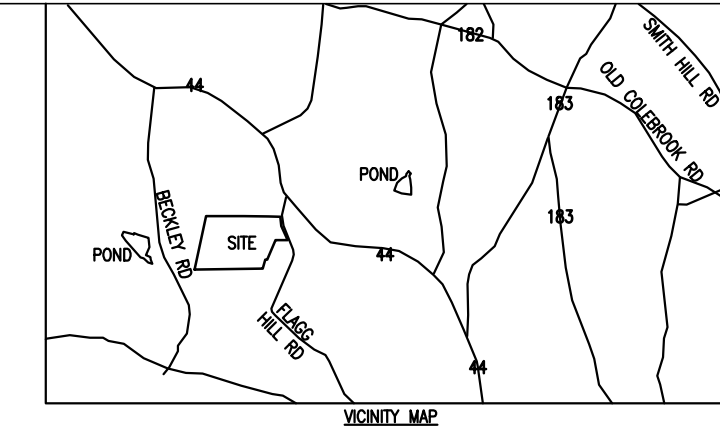 182
SMITH HILL RD
OLD COLEBROOK RD
44
183
POND
BECKLEY RD
183
SITE
POND
44
FLAGG
HILL RD
44
VICINITY MAP